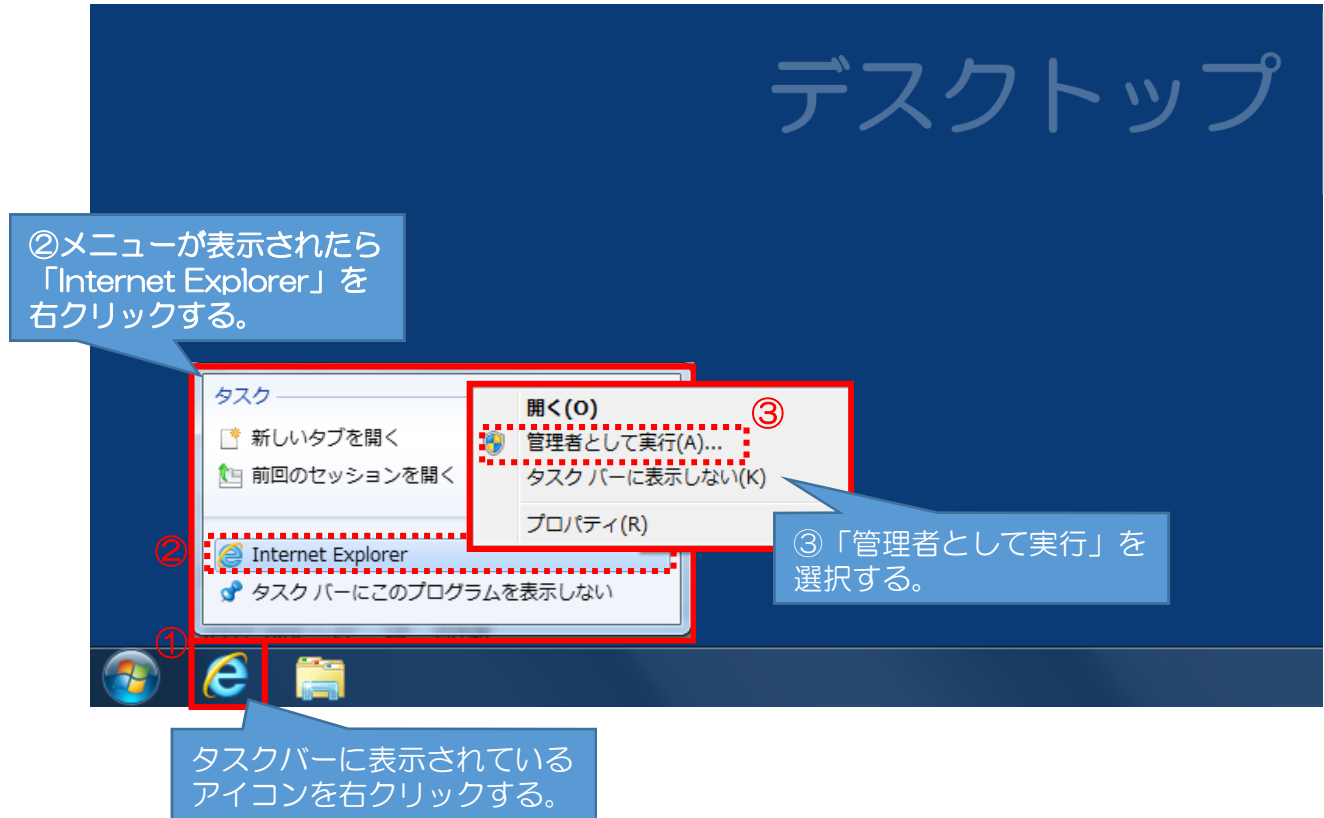 デスクトップ
②メニューが表示されたら
「Internet Explorer」を
右クリックする。
タスク
新しいタブを開く
前回のセッションを開く
②
Internet Explorer
タスク バーにこのプログラムを表示しない
開く(O)
③
管理者として実行(A)...
タスク バーに表示しない(K)
プロパティ(R)
③「管理者として実行」を
選択する。
①
タスクバーに表示されている
アイコンを右クリックする。